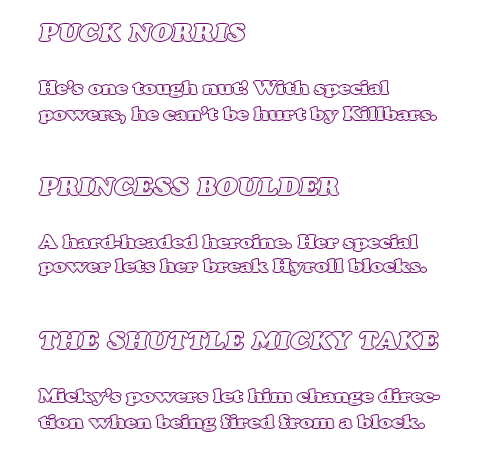 PUCK NORRIS
He's one tough nut! With special
powers, he can't be hurt by Killbars.
PRINCESS BOULDER
A hard-headed heroine. Her special
power lets her break Hyroll blocks.
THE SHUTTLE MICKY TAKE
Micky's powers let him change direc-
tion when being fired from a block.